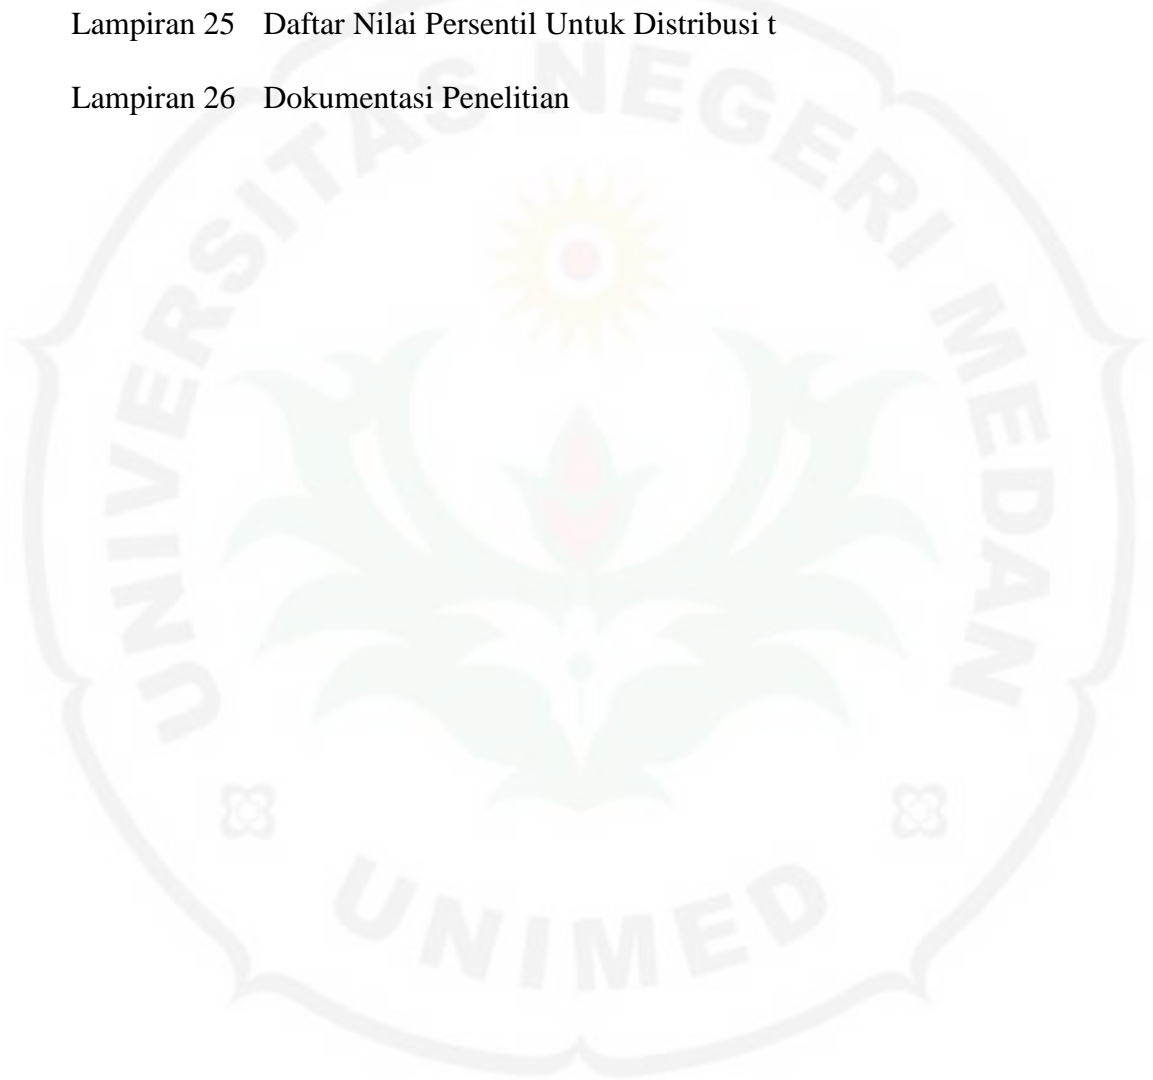 Lampiran 25 Daftar Nilai Persentil Untuk Distribusi t
Lampiran 26 Dokumentasi Penelitian
UNIVERSITAS NEGERI MEDAN
UNIMED